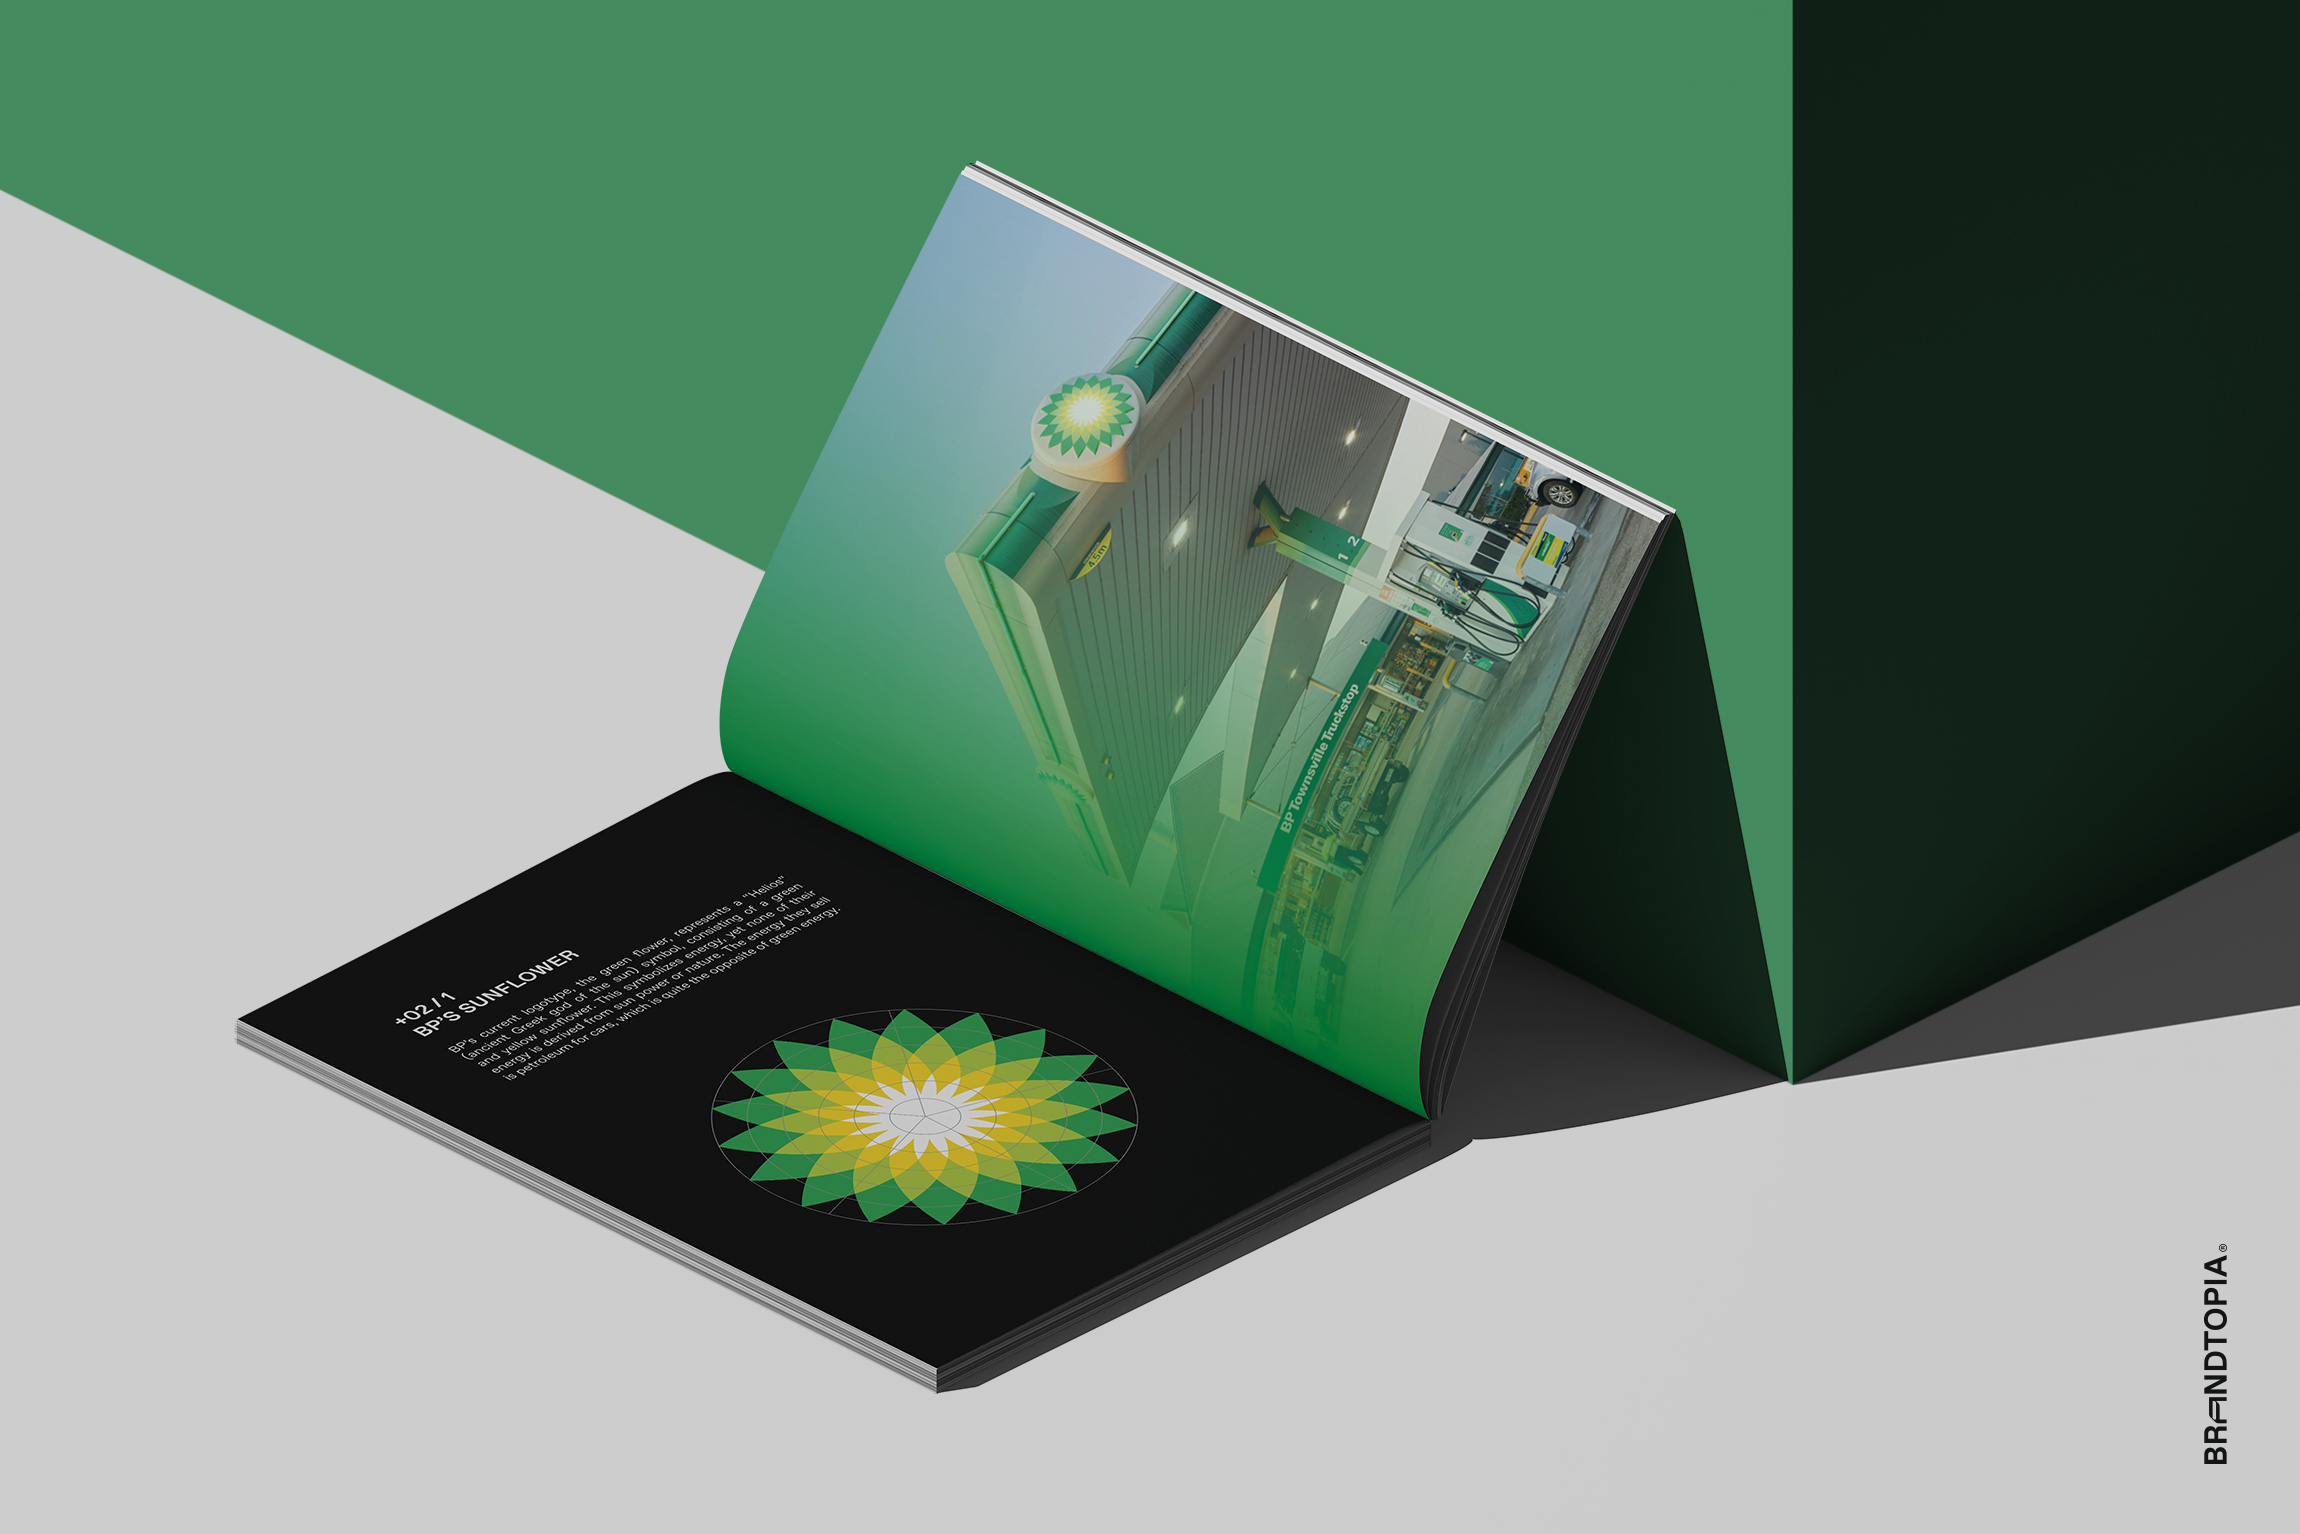 +02 / 1
BP'S SUNFLOWER
BP's current logotype, the green flower, represents a "Helios"
(ancient Greek god of the sun) symbol, consisting of a green
and yellow sunflower. This symbolizes energy, yet none of their
energy is derived from sun power or nature. The energy they sell
is petroleum for cars, which is quite the opposite of green energy.
4.5m
1 2
BP Townsville Truckstop
BRANDTOPIA®